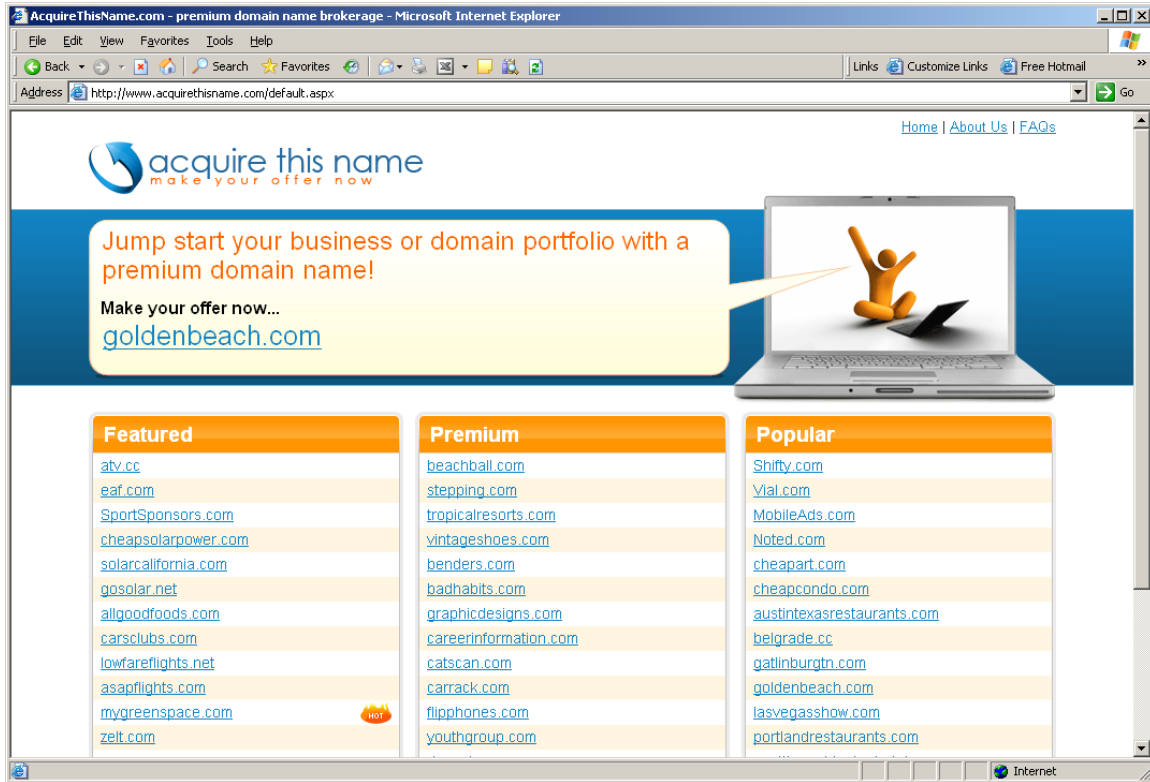 AcquireThisName.com - premium domain name brokerage - Microsoft Internet Explorer
File Edit View Favorites Tools Help
Back Search Favorites Links Customize Links Free Hotmail »
Address http://www.acquirethisname.com/default.aspx Go
Home | About Us | FAQs
acquire this name
make your offer now
Jump start your business or domain portfolio with a
premium domain name!
Make your offer now...
goldenbeach.com
Featured
atv.cc
eaf.com
SportSponsors.com
cheapsolarpower.com
solarcalifornia.com
gosolar.net
allgoodfoods.com
carsclubs.com
lowfareflights.net
asapflights.com
mygreenspace.com HOT
zelt.com
Premium
beachball.com
stepping.com
tropicalresorts.com
vintageshoes.com
benders.com
badhabits.com
graphicdesigns.com
careerinformation.com
catscan.com
carrack.com
flipphones.com
youthgroup.com
Popular
Shifty.com
Vial.com
MobileAds.com
Noted.com
cheapart.com
cheapcondo.com
austintexasrestaurants.com
belgrade.cc
gatlinburgtn.com
goldenbeach.com
lasvegasshow.com
portlandrestaurants.com
Internet